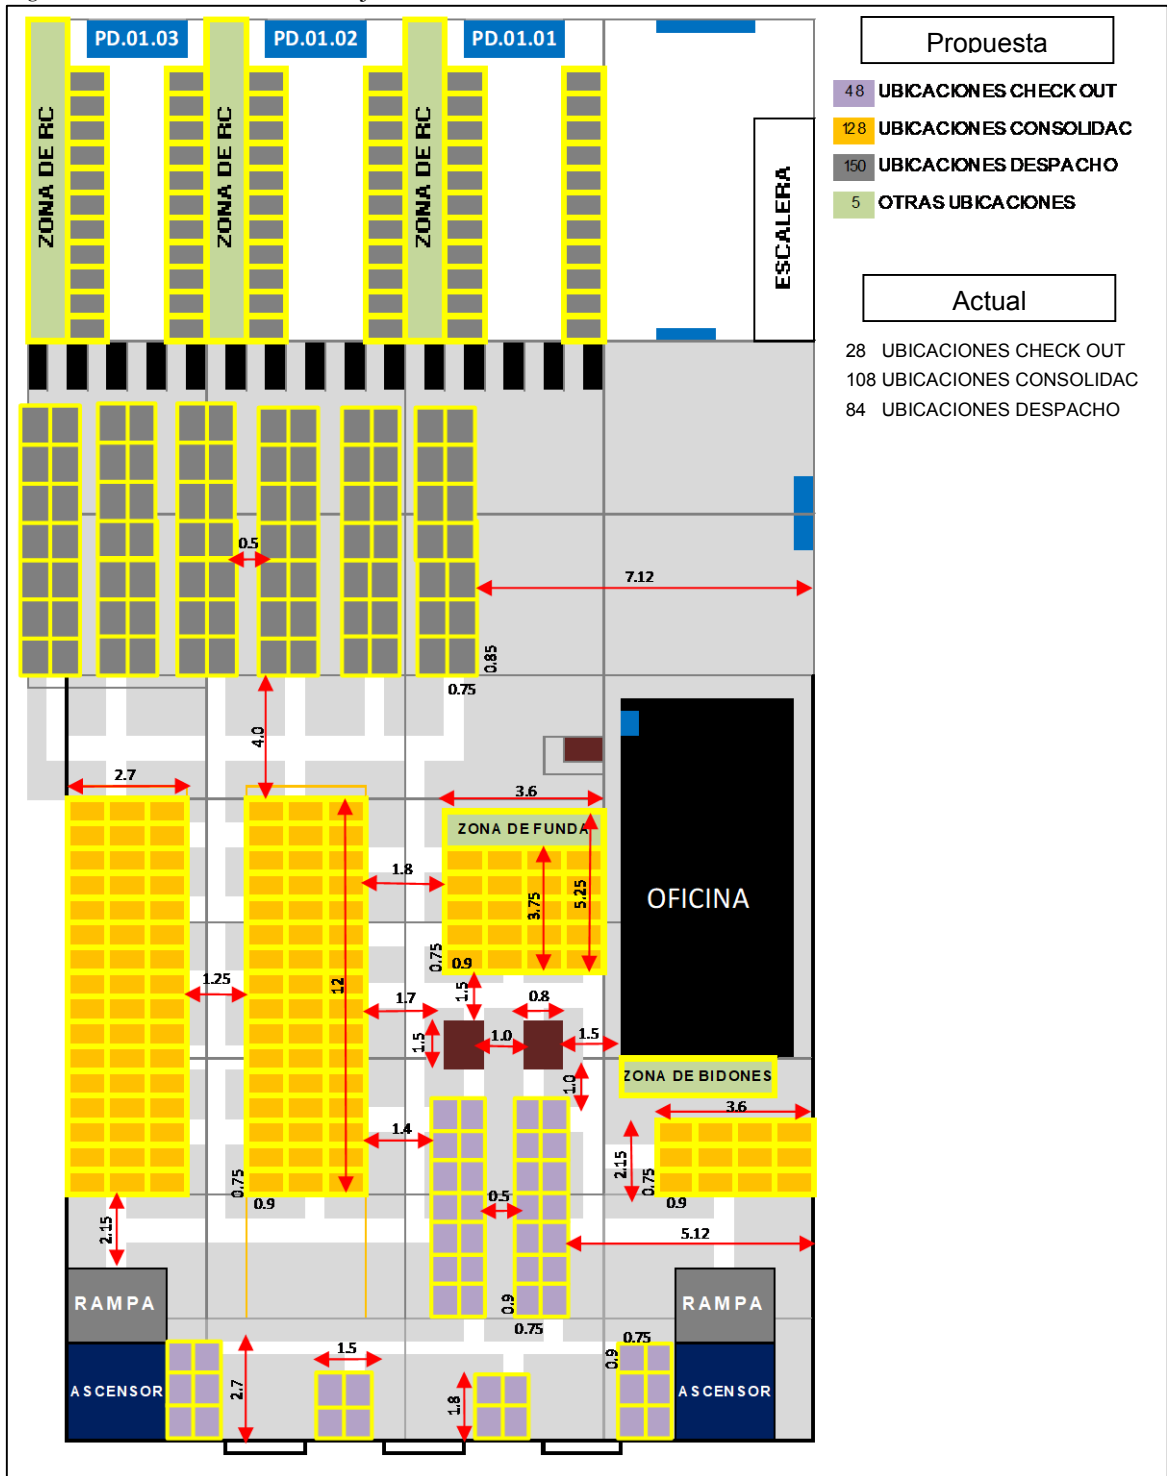 PD.01.03
PD.01.02
PD.01.01
ZONA DE RC
ZONA DE RC
ZONA DE RC
ESCALERA
Propuesta
48 UBICACIONES CHECK OUT
128 UBICACIONES CONSOLIDAC
150 UBICACIONES DESPACHO
5 OTRAS UBICACIONES
Actual
28 UBICACIONES CHECK OUT
108 UBICACIONES CONSOLIDAC
84 UBICACIONES DESPACHO
0.5
7.12
0.85
0.75
4.0
2.7
3.6
ZONA DE FUNDA
1.8
3.75
5.25
OFICINA
0.75
0.9
1.25
12
1.7
1.5
0.8
1.5
1.0
1.5
1.0
ZONA DE BIDONES
3.6
1.4
2.15
0.75
0.9
0.75
0.9
0.5
2.15
5.12
RAMPA
0.9
0.75
RAMPA
1.5
0.75
0.9
ASCENSOR
2.7
1.8
ASCENSOR